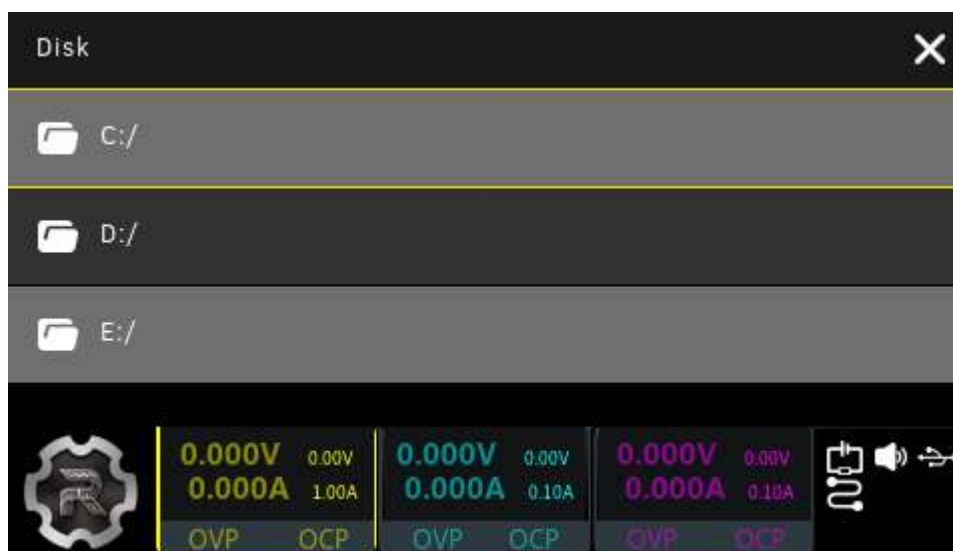 Disk
C:/
D:/
E:/
0.000V 0.00V 0.000V 0.00V 0.000V 0.00V
0.000A 1.00A 0.000A 0.10A 0.000A 0.10A
OVP OCP OVP OCP OVP OCP